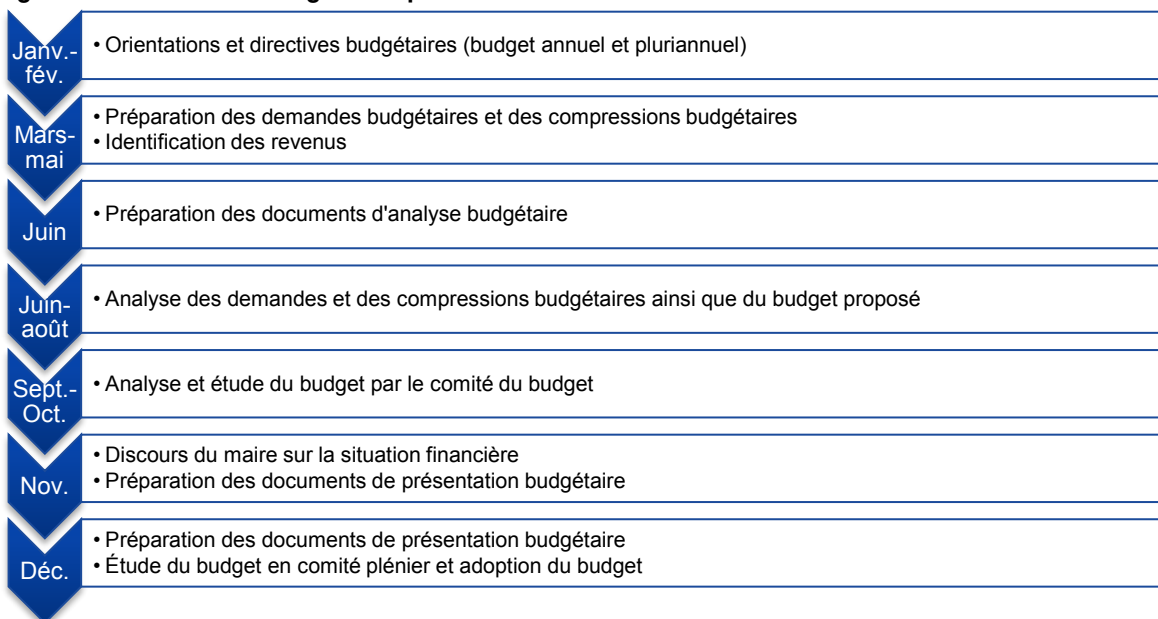 Janv.-
fév.
• Orientations et directives budgétaires (budget annuel et pluriannuel)
Mars-
mai
• Préparation des demandes budgétaires et des compressions budgétaires
• Identification des revenus
Juin
• Préparation des documents d'analyse budgétaire
Juin-
août
• Analyse des demandes et des compressions budgétaires ainsi que du budget proposé
Sept.-
Oct.
• Analyse et étude du budget par le comité du budget
Nov.
• Discours du maire sur la situation financière
• Préparation des documents de présentation budgétaire
Déc.
• Préparation des documents de présentation budgétaire
• Étude du budget en comité plénier et adoption du budget